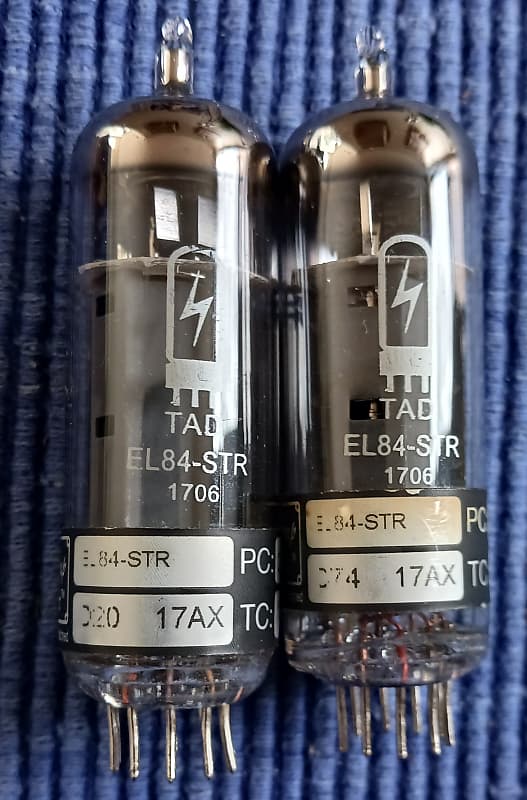 TAD
EL84-STR
1706
EL84-STR
PC:
:20 17AX
TC:
TAD
EL84-STR
1706
EL84-STR
PC
74 17AX
TC